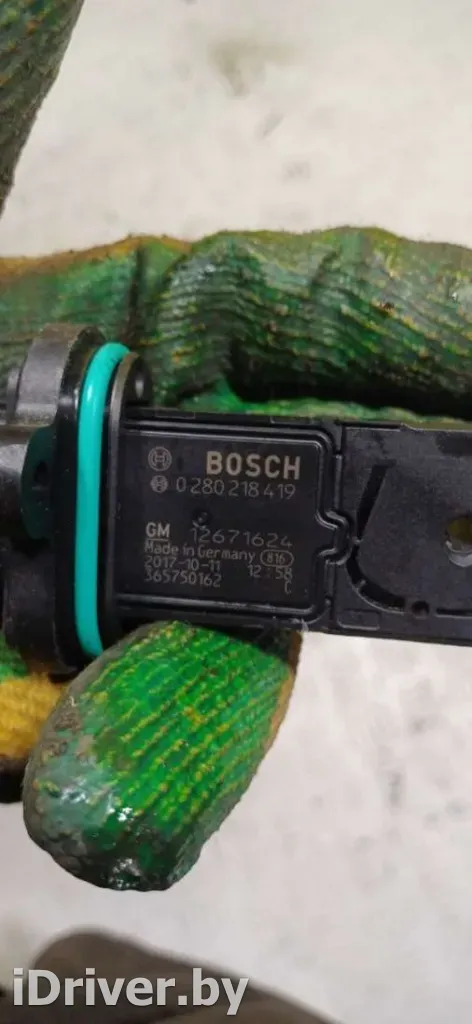 BOSCH
0 280 218 419
GM 12671624
Made in Germany 816
2017-10-11 12:58
365750162 C
iDriver.by